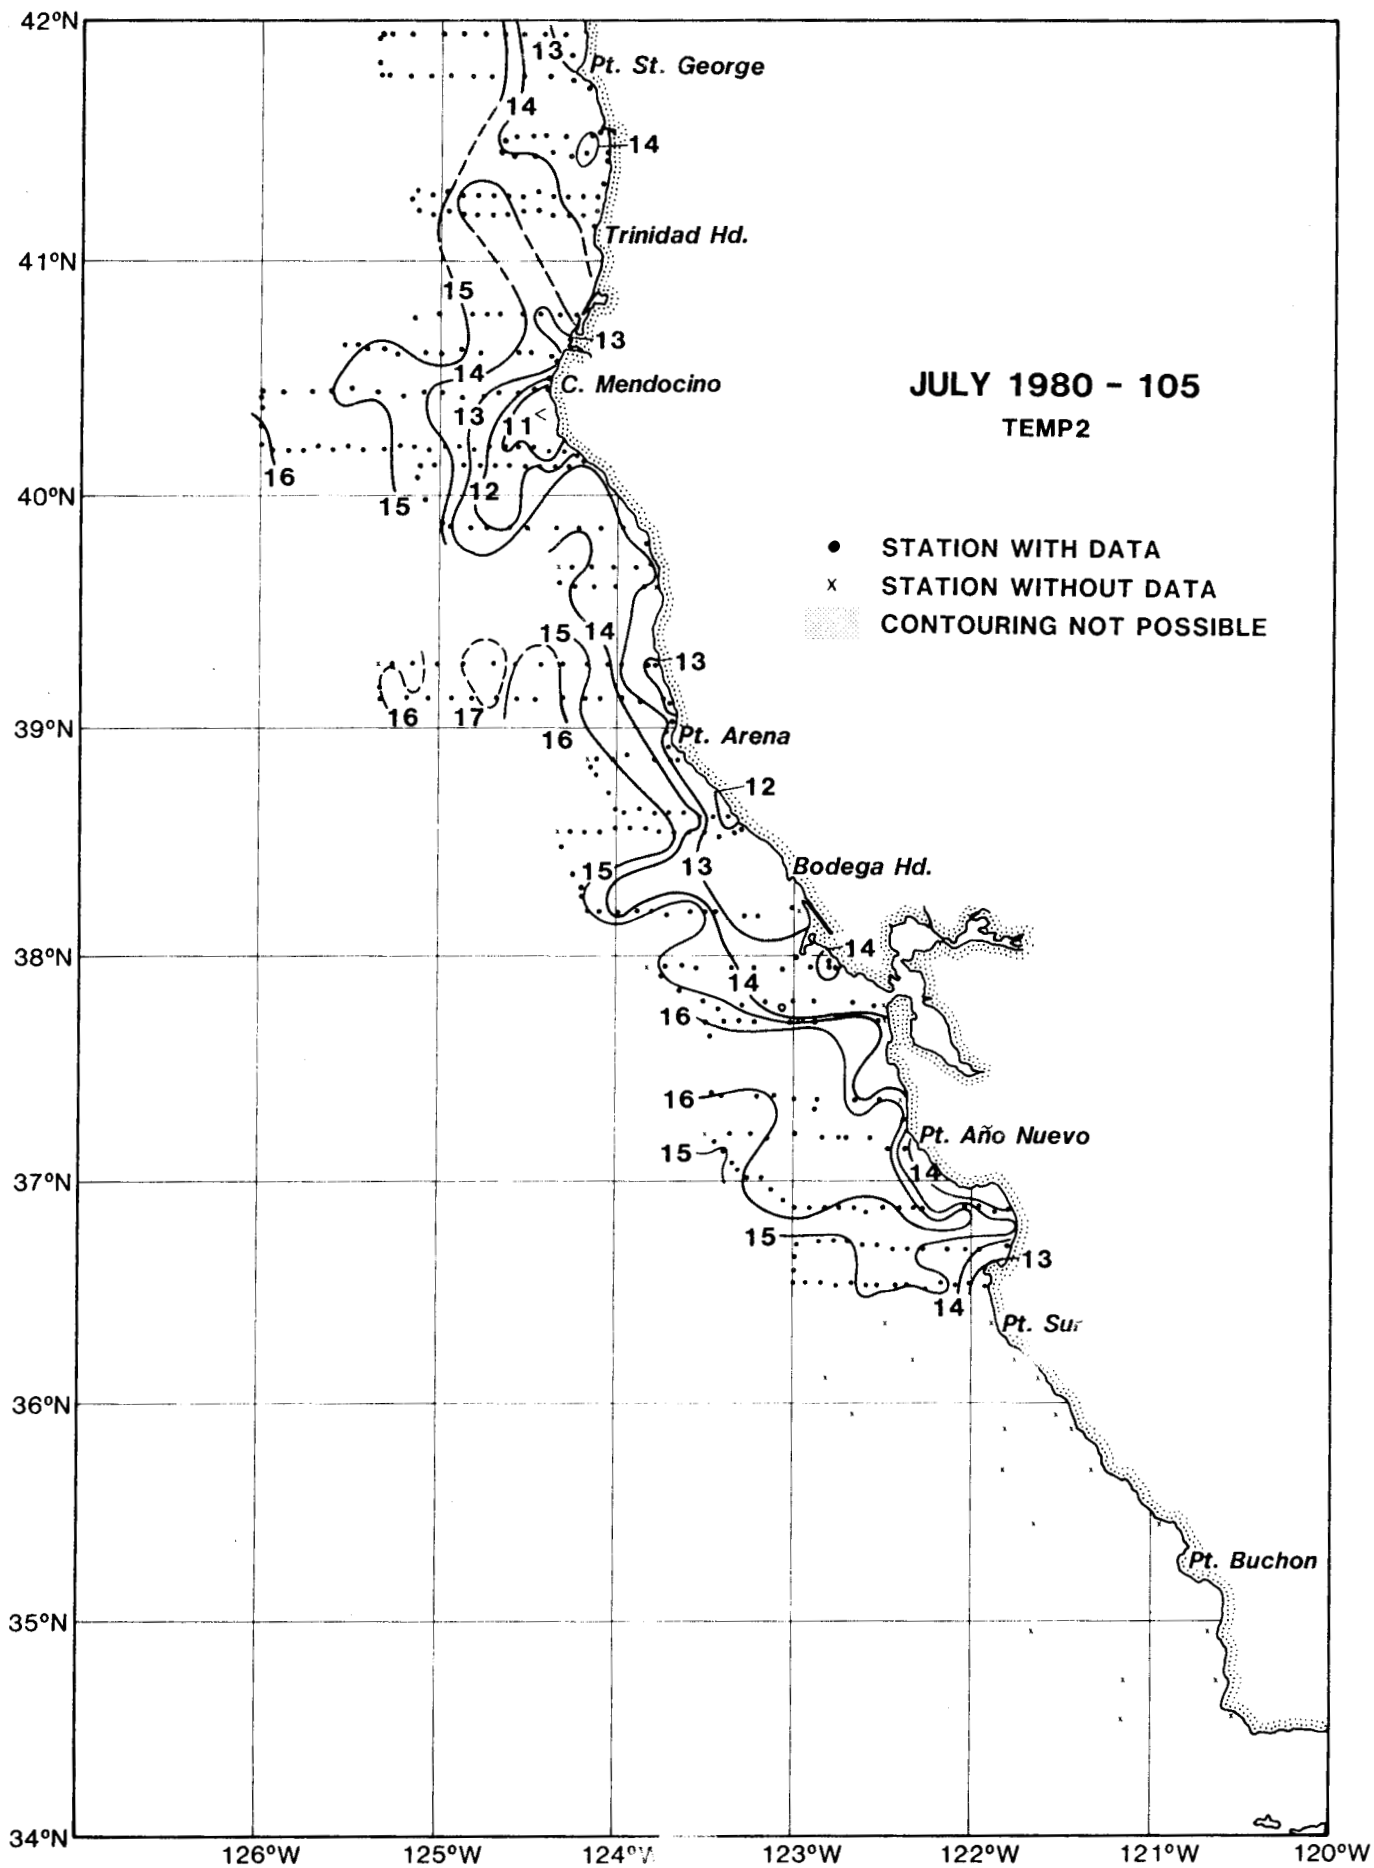 42°N
13
Pt. St. George
14
14
Trinidad Hd.
41°N
15
13
14
C. Mendocino
JULY 1980 - 105
13
11 <
TEMP2
16
12
15
40°N
• STATION WITH DATA
x STATION WITHOUT DATA
CONTOURING NOT POSSIBLE
15 14
13
16 17
39°N
16
Pt. Arena
12
15 13
Bodega Hd.
14
38°N
14
16
16
Pt. Año Nuevo
15
14
37°N
15
13
14
Pt. Sur
36°N
Pt. Buchon
35°N
34°N
126°W 125°W 124°W 123°W 122°W 121°W 120°W